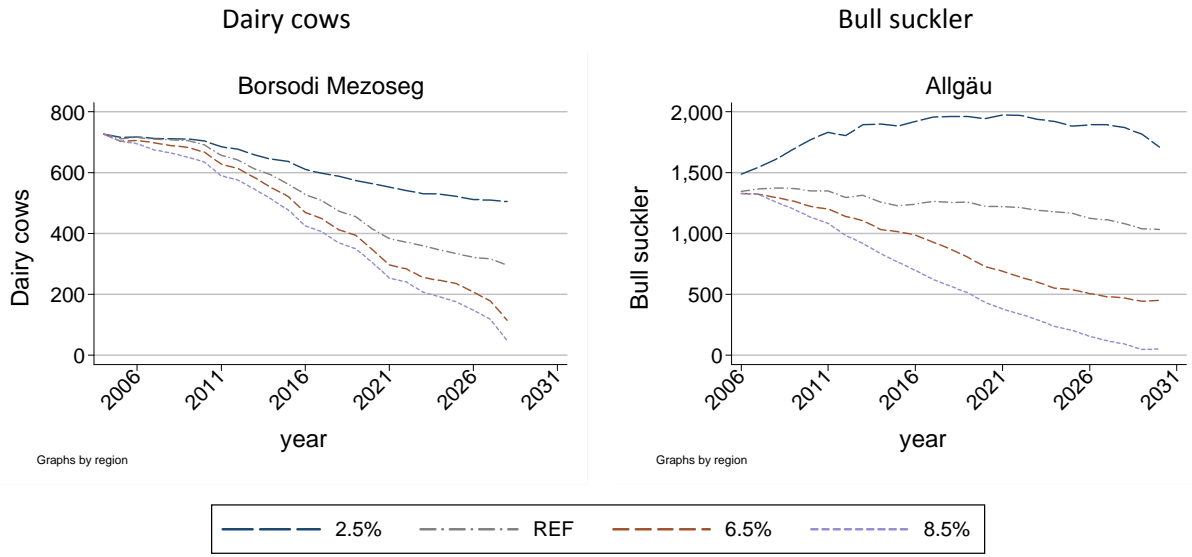 Dairy cows
Bull suckler
Borsodi Mezoseg
Dairy cows
800
600
400
200
0
2006
2011
2016
2021
2026
2031
year
Graphs by region
Allgäu
Bull suckler
2,000
1,500
1,000
500
0
2006
2011
2016
2021
2026
2031
year
Graphs by region
2.5% REF 6.5% 8.5%